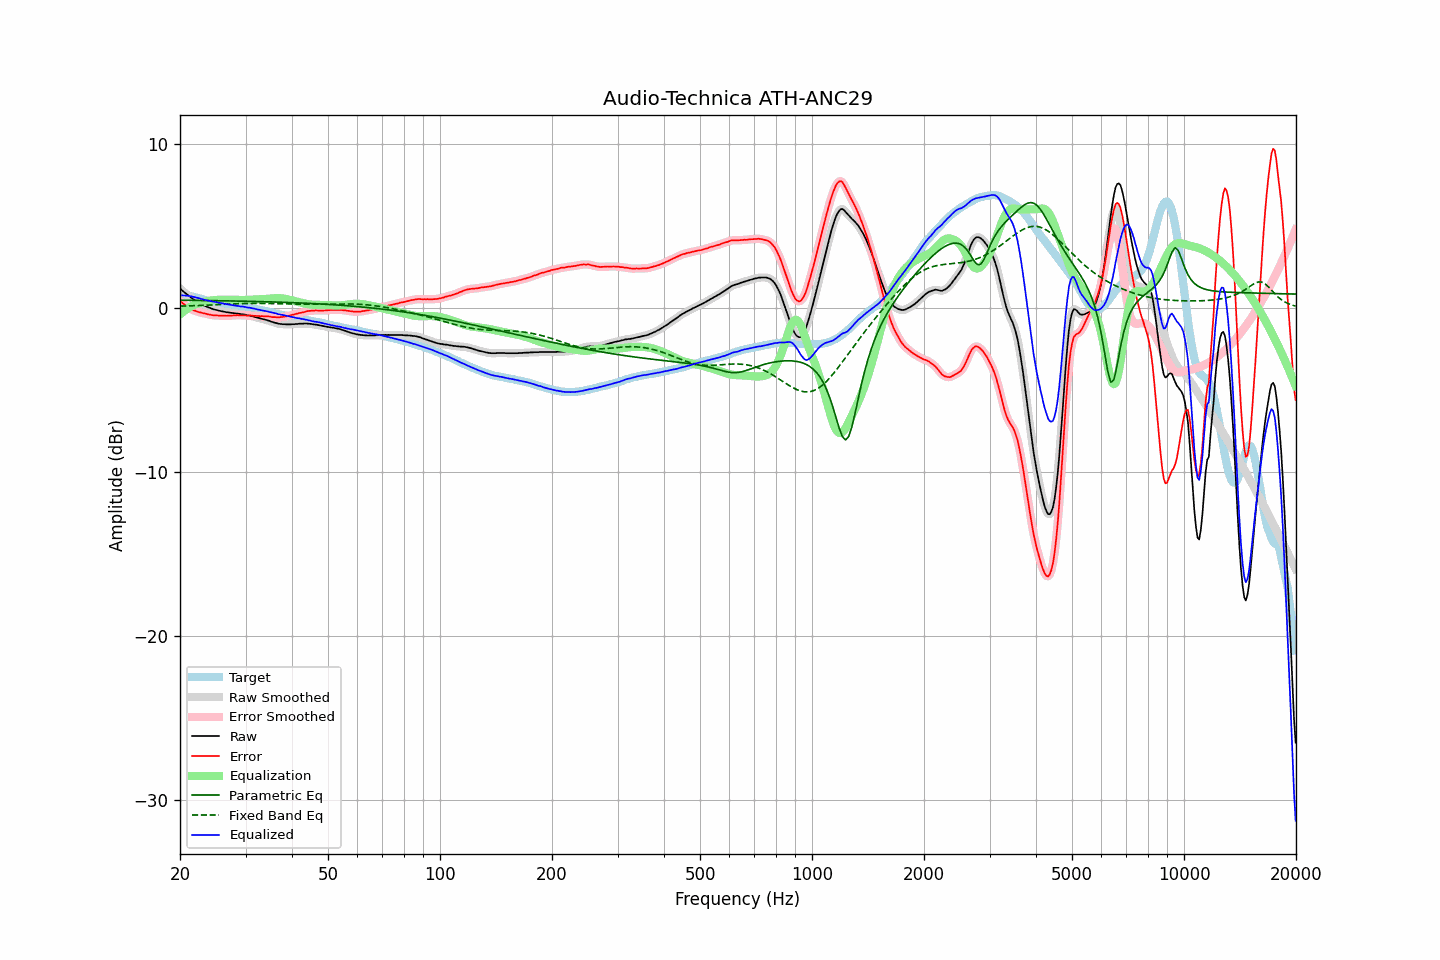 Audio-Technica ATH-ANC29
10
0
−10
−20
−30
Amplitude (dBr)
Target
Raw Smoothed
Error Smoothed
Raw
Error
Equalization
Parametric Eq
Fixed Band Eq
Equalized
20 50 100 200 500 1000 2000 5000 10000 20000
Frequency (Hz)